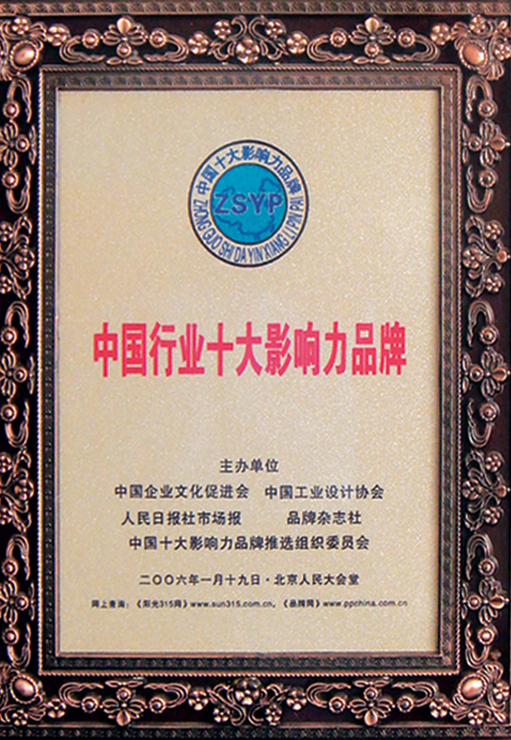 中国十大影响力品牌
ZSYP
ZHONG GUO SHI DA YIN XIANG LI PIN PAI
中国行业十大影响力品牌
主办单位
中国企业文化促进会 中国工业设计协会
人民日报社市场报 品牌杂志社
中国十大影响力品牌推选组织委员会
二〇〇六年一月十九日·北京人民大会堂
网上查询:《阳光315网》www.sun315.com.cn,《品牌网》www.ppchina.com.cn